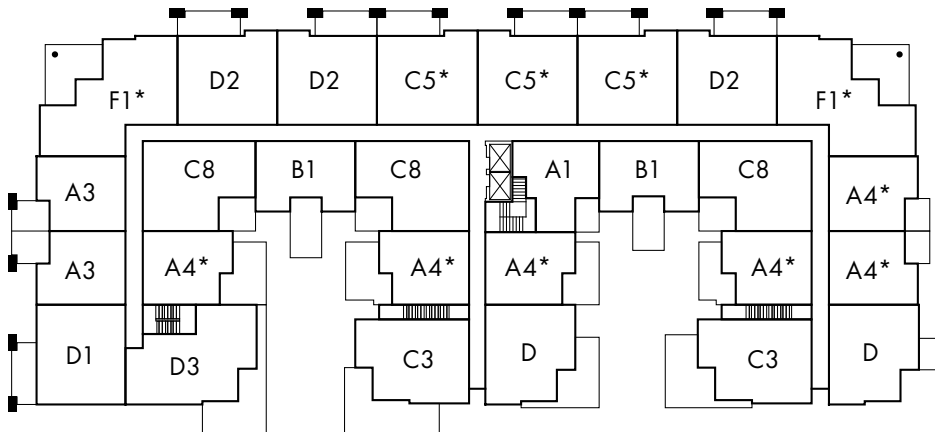 F1* D2 D2 C5* C5* C5* D2 F1*
A3 C8 B1 C8 A1 B1 C8 A4*
A3 A4* A4* A4* A4* A4*
D1 D3 C3 D C3 D